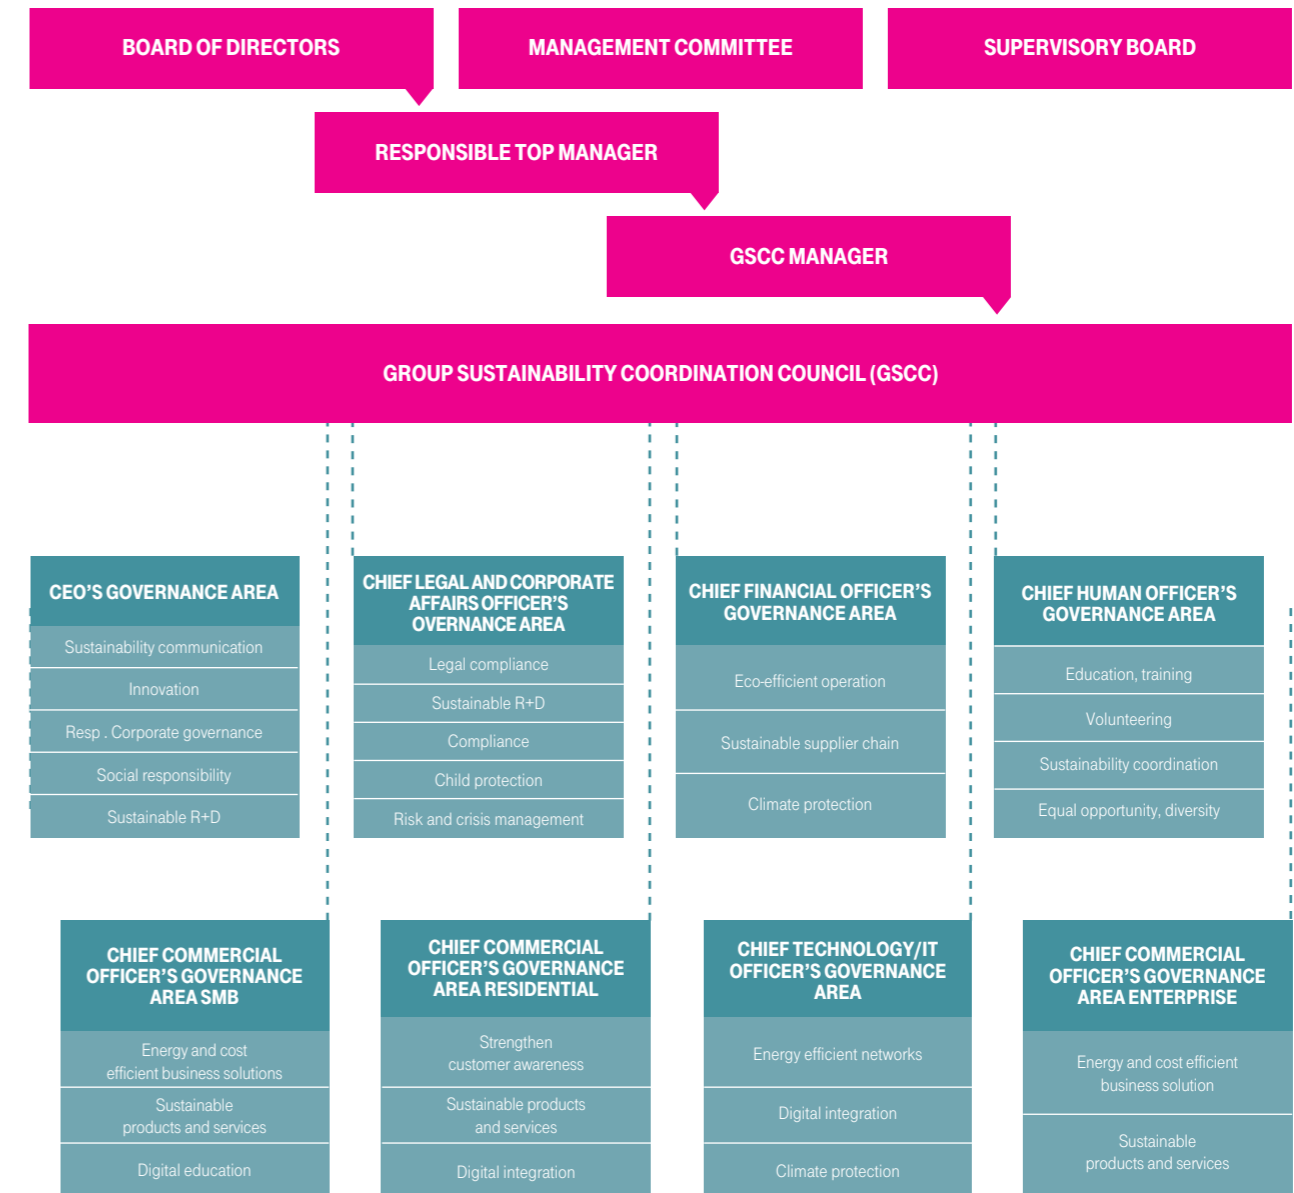 BOARD OF DIRECTORS
MANAGEMENT COMMITTEE
SUPERVISORY BOARD
RESPONSIBLE TOP MANAGER
GSCC MANAGER
GROUP SUSTAINABILITY COORDINATION COUNCIL (GSCC)
CEO'S GOVERNANCE AREA
Sustainability communication
Innovation
Resp . Corporate governance
Social responsibility
Sustainable R+D
CHIEF LEGAL AND CORPORATE
AFFAIRS OFFICER'S
OVERNANCE AREA
Legal compliance
Sustainable R+D
Compliance
Child protection
Risk and crisis management
CHIEF FINANCIAL OFFICER'S
GOVERNANCE AREA
Eco-efficient operation
Sustainable supplier chain
Climate protection
CHIEF HUMAN OFFICER'S
GOVERNANCE AREA
Education, training
Volunteering
Sustainability coordination
Equal opportunity, diversity
CHIEF COMMERCIAL
OFFICER'S GOVERNANCE
AREA SMB
Energy and cost
efficient business solutions
Sustainable
products and services
Digital education
CHIEF COMMERCIAL
OFFICER'S GOVERNANCE
AREA RESIDENTIAL
Strengthen
customer awareness
Sustainable products
and services
Digital integration
CHIEF TECHNOLOGY/IT
OFFICER'S GOVERNANCE
AREA
Energy efficient networks
Digital integration
Climate protection
CHIEF COMMERCIAL
OFFICER'S GOVERNANCE
AREA ENTERPRISE
Energy and cost efficient
business solution
Sustainable
products and services